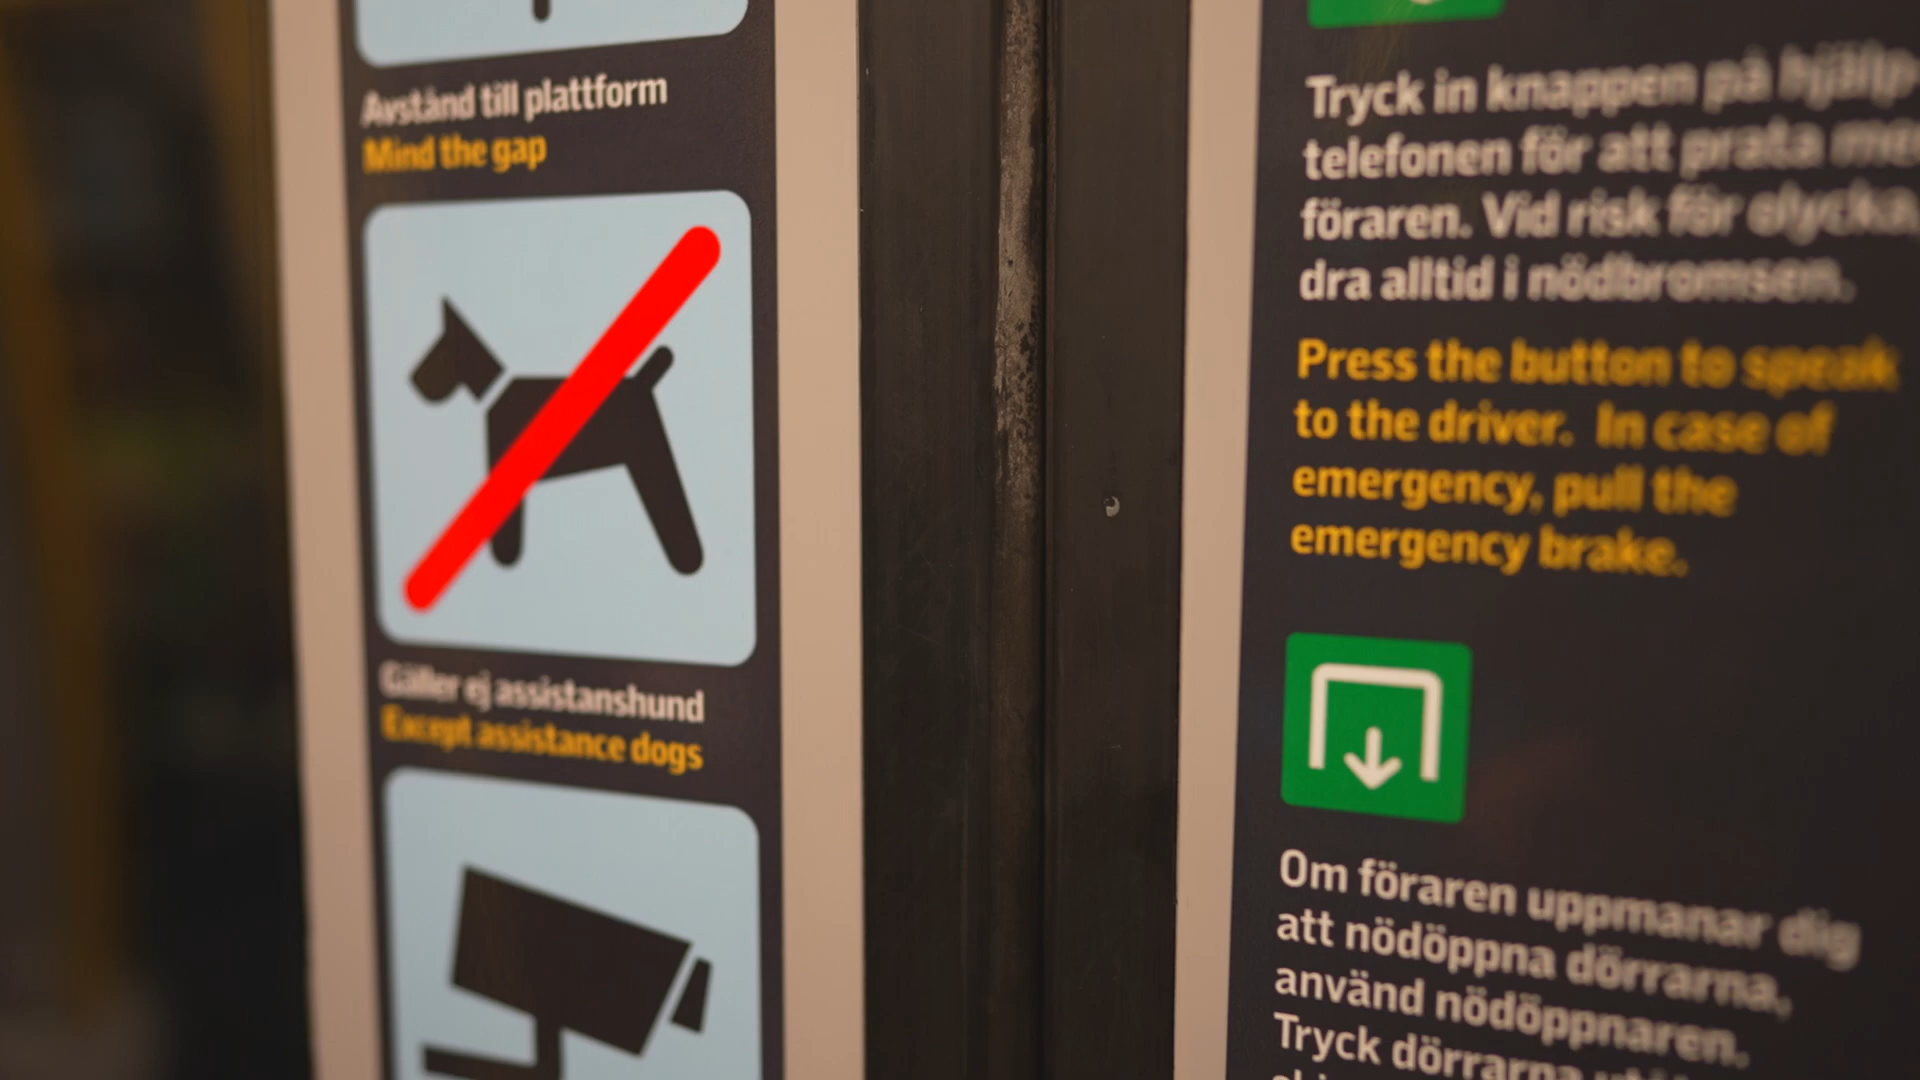 Avstånd till plattform
Mind the gap
Gäller ej assistanshund
Except assistance dogs
Tryck in knappen på hjälp-
telefonen för att prata
föraren. Vid risk för olycka,
dra alltid i nödbromsen.
Press the button to speak
to the driver. In case of
emergency, pull the
emergency brake.
Om föraren uppmanar dig
att nödöppna dörrarna,
använd nödöppnaren.
Tryck dörrarna